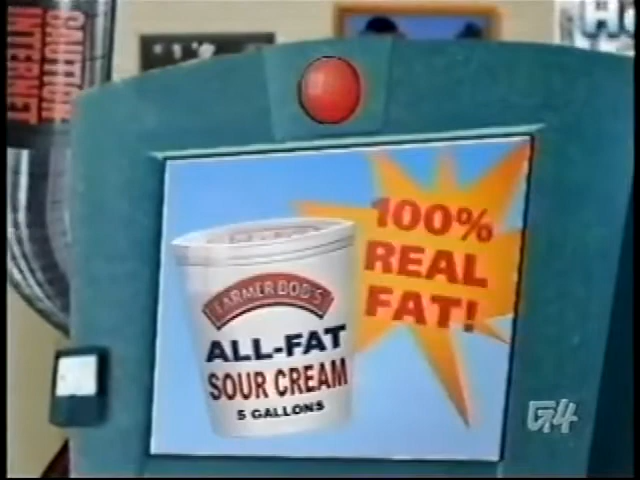 CAUTION
INTERNET
100%
REAL
FAT!
FARMER BOB'S
ALL-FAT
SOUR CREAM
5 GALLONS
G4